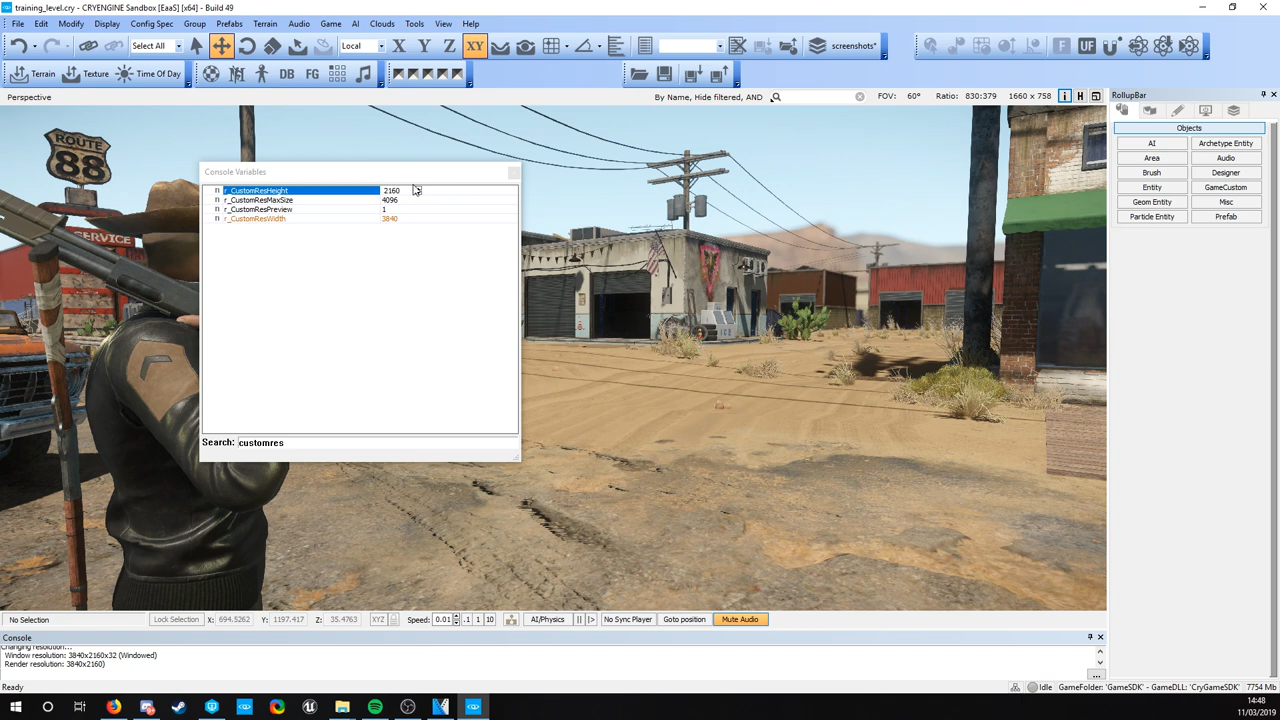 training_level.cry - CRYENGINE Sandbox [EaaS] [x64] - Build 49
File Edit Modify Display Config Spec Group Prefabs Terrain Audio Game AI Clouds Tools View Help
Select All Local X Y Z XY screenshots* F UF
Terrain Texture Time Of Day DB FG
Perspective By Name, Hide filtered, AND FOV: 60° Ratio: 830:379 1660 x 758 i H
RollupBar
Objects
AI Archetype Entity
Area Audio
Brush Designer
Entity GameCustom
Geom Entity Misc
Particle Entity Prefab
ROUTE
88
SERVICE
ICE
Console Variables
n r_CustomResHeight 2160
n r_CustomResMaxSize 4096
n r_CustomResPreview 1
n r_CustomResWidth 3840
Search: customres
No Selection Lock Selection X: 694.5262 Y: 1197.417 Z: 35.4763 XYZ Speed: 0.01 .1 1 10 AI/Physics No Sync Player Goto position Mute Audio
Console
Changing resolution...
Window resolution: 3840x2160x32 (Windowed)
Render resolution: 3840x2160)
...
Ready Idle GameFolder: 'GameSDK' - GameDLL: 'CryGameSDK' 7754 Mb
14:48
11/03/2019